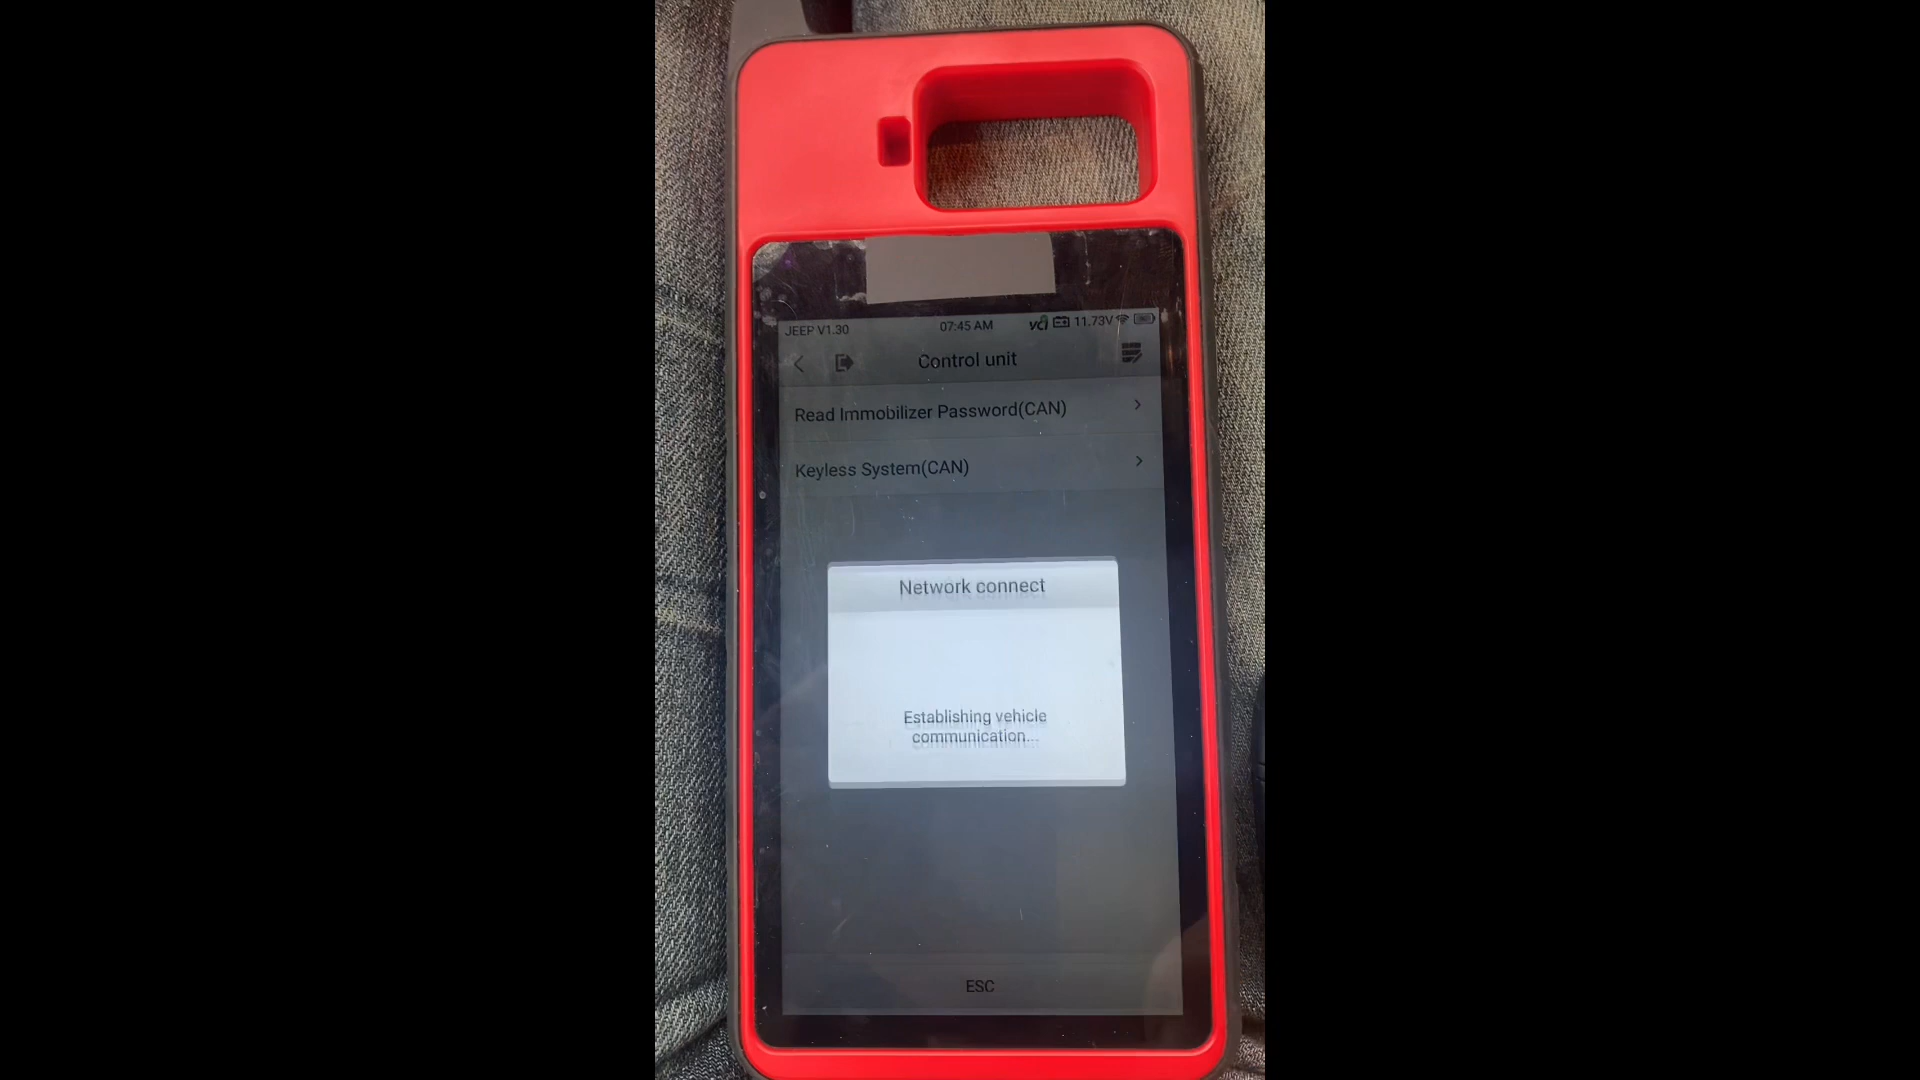 JEEP V1.30 07:45 AM vci 11.73V
Control unit
Read Immobilizer Password(CAN)
Keyless System(CAN)
Network connect
Establishing vehicle
communication...
ESC